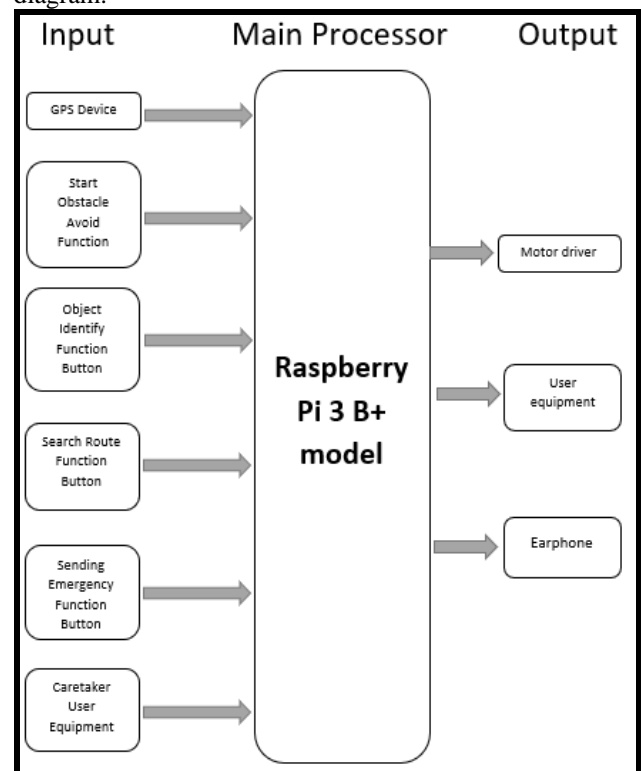 diagram.
Input
Main Processor
Output
GPS Device
Start
Obstacle
Avoid
Function
Object
Identify
Function
Button
Search Route
Function
Button
Sending
Emergency
Function
Button
Caretaker
User
Equipment
Raspberry
Pi 3 B+
model
Motor driver
User
equipment
Earphone